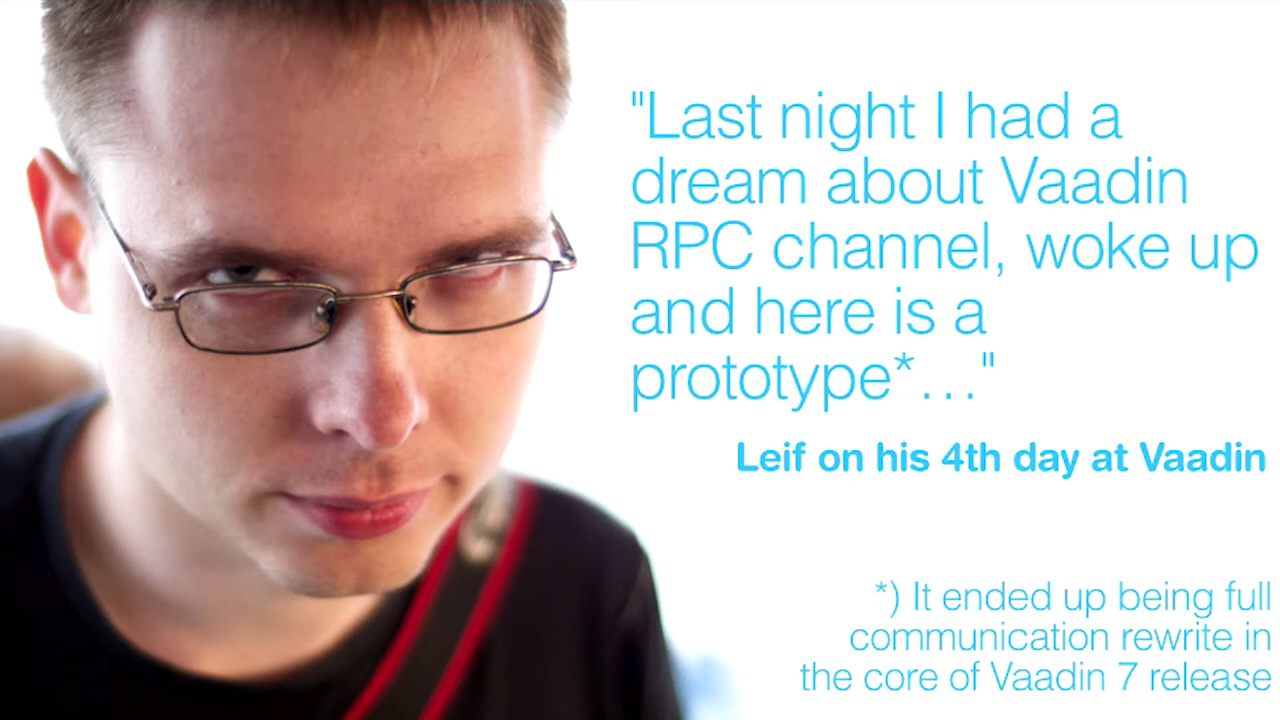 "Last night I had a
dream about Vaadin
RPC channel, woke up
and here is a
prototype*..."
Leif on his 4th day at Vaadin
*) It ended up being full
communication rewrite in
the core of Vaadin 7 release